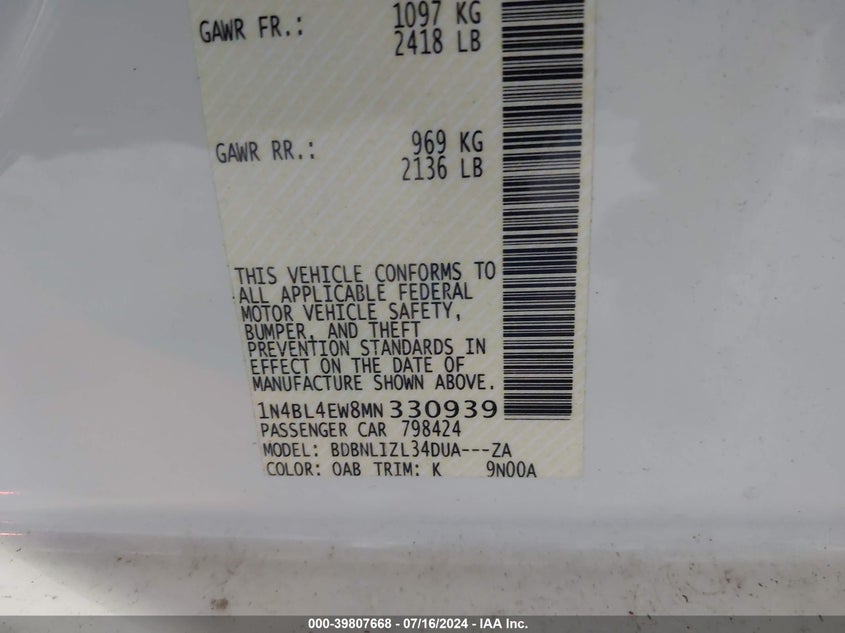 GAWR FR.: 1097 KG
2418 LB
GAWR RR.: 969 KG
2136 LB
THIS VEHICLE CONFORMS TO
ALL APPLICABLE FEDERAL
MOTOR VEHICLE SAFETY,
BUMPER, AND THEFT
PREVENTION STANDARDS IN
EFFECT ON THE DATE OF
MANUFACTURE SHOWN ABOVE.
1N4BL4EW8MN330939
PASSENGER CAR 798424
MODEL: BDBNLIZL34DUA---ZA
COLOR: QAB TRIM: K 9N00A
000-39807668 - 07/16/2024 - IAA Inc.